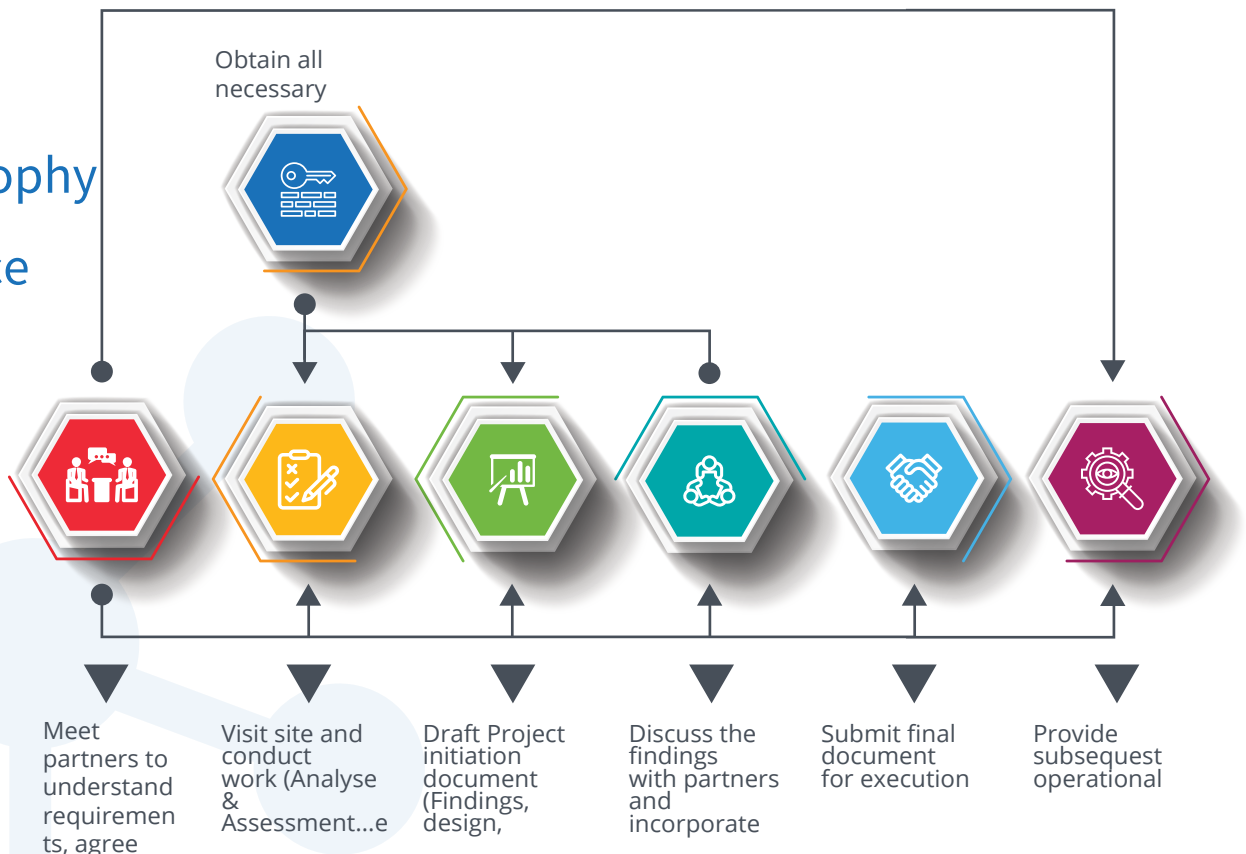 Obtain all
necessary
ophy
Meet
partners to
understand
requiremen
ts, agree
Visit site and
conduct
work (Analyse
&
Assessment...e
Draft Project
initiation
document
(Findings,
design,
Discuss the
findings
with partners
and
incorporate
Submit final
document
for execution
Provide
subsequest
operational